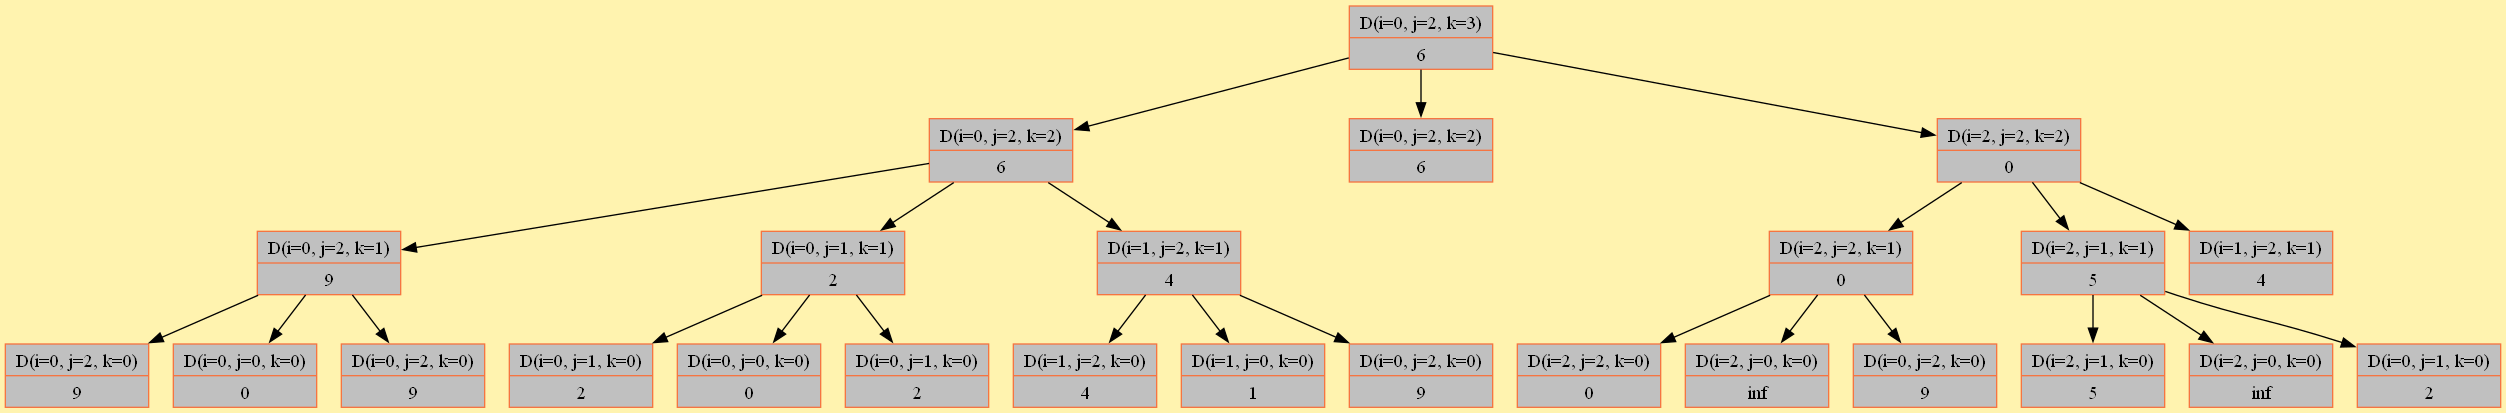 D(i=0, j=2, k=3)
6
D(i=0, j=2, k=2)
6
D(i=0, j=2, k=2)
6
D(i=2, j=2, k=2)
0
D(i=0, j=2, k=1)
9
D(i=0, j=1, k=1)
2
D(i=1, j=2, k=1)
4
D(i=2, j=2, k=1)
0
D(i=2, j=1, k=1)
5
D(i=1, j=2, k=1)
4
D(i=0, j=2, k=0)
9
D(i=0, j=0, k=0)
0
D(i=0, j=2, k=0)
9
D(i=0, j=1, k=0)
2
D(i=0, j=0, k=0)
0
D(i=0, j=1, k=0)
2
D(i=1, j=2, k=0)
4
D(i=1, j=0, k=0)
1
D(i=0, j=2, k=0)
9
D(i=2, j=2, k=0)
0
D(i=2, j=0, k=0)
inf
D(i=0, j=2, k=0)
9
D(i=2, j=1, k=0)
5
D(i=2, j=0, k=0)
inf
D(i=0, j=1, k=0)
2